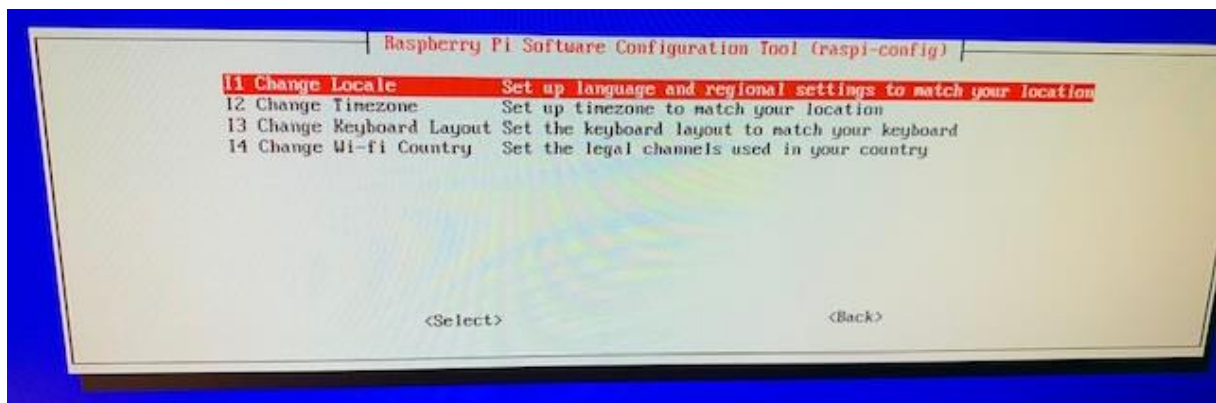 Raspberry Pi Software Configuration Tool (raspi-config)
I1 Change Locale Set up language and regional settings to match your location
I2 Change Timezone Set up timezone to match your location
I3 Change Keyboard Layout Set the keyboard layout to match your keyboard
I4 Change Wi-fi Country Set the legal channels used in your country
<Select> <Back>